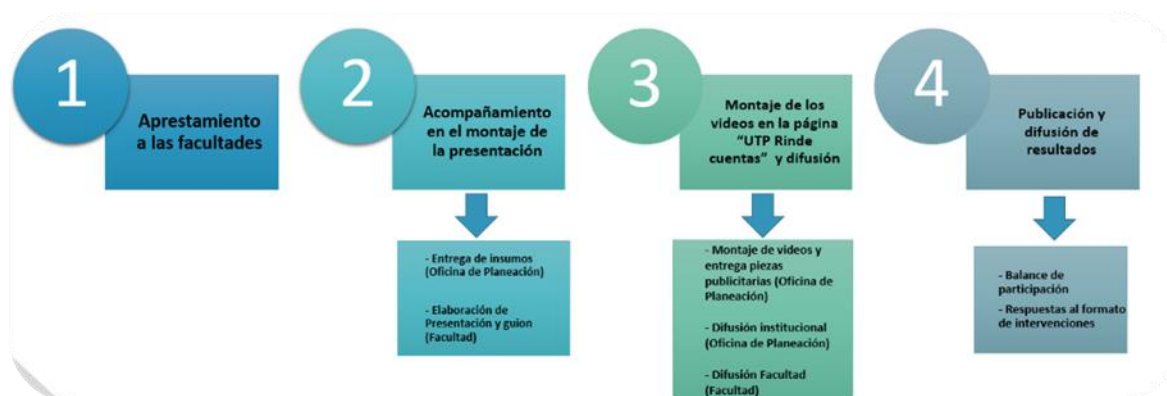 1
Aprestamiento
a las facultades
2
Acompañamiento
en el montaje de
la presentación
- Entrega de insumos
(Oficina de Planeación)
- Elaboración de
Presentación y guion
(Facultad)
3
Montaje de los
videos en la página
“UTP Rinde
cuentas” y difusión
- Montaje de videos y
entrega piezas
publicitarias (Oficina de
Planeación)
- Difusión institucional
(Oficina de Planeación)
- Difusión Facultad
(Facultad)
4
Publicación y
difusión de
resultados
- Balance de
participación
- Respuestas al formato
de intervenciones